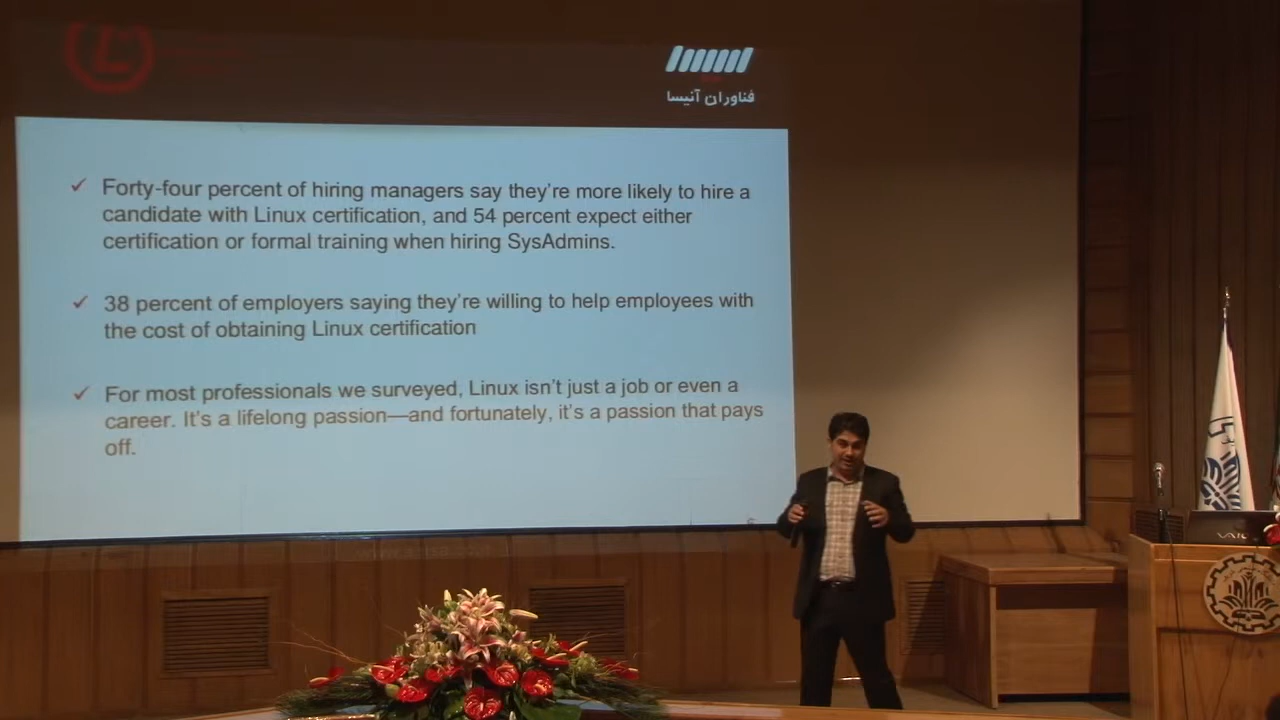 فناوران آنیسا
✓ Forty-four percent of hiring managers say they're more likely to hire a
candidate with Linux certification, and 54 percent expect either
certification or formal training when hiring SysAdmins.
✓ 38 percent of employers saying they're willing to help employees with
the cost of obtaining Linux certification
✓ For most professionals we surveyed, Linux isn't just a job or even a
career. It's a lifelong passion—and fortunately, it's a passion that pays
off.
VAIO